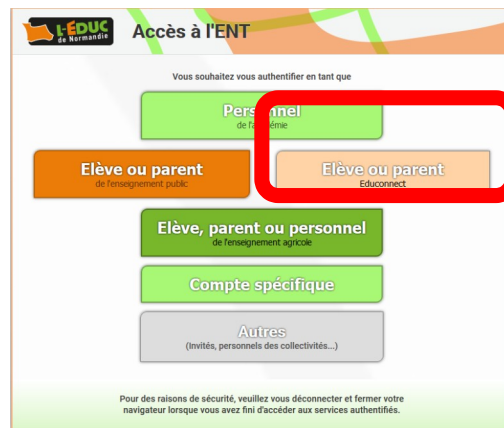 L-ÉDUC
de Normandie
Accès à l'ENT
Vous souhaitez vous authentifier en tant que
Personnel
de l'académie
Elève ou parent
de l'enseignement public
Elève ou parent
Educonnect
Elève, parent ou personnel
de l'enseignement agricole
Compte spécifique
Autres
(Invités, personnels des collectivités...)
Pour des raisons de sécurité, veuillez vous déconnecter et fermer votre
navigateur lorsque vous avez fini d'accéder aux services authentifiés.